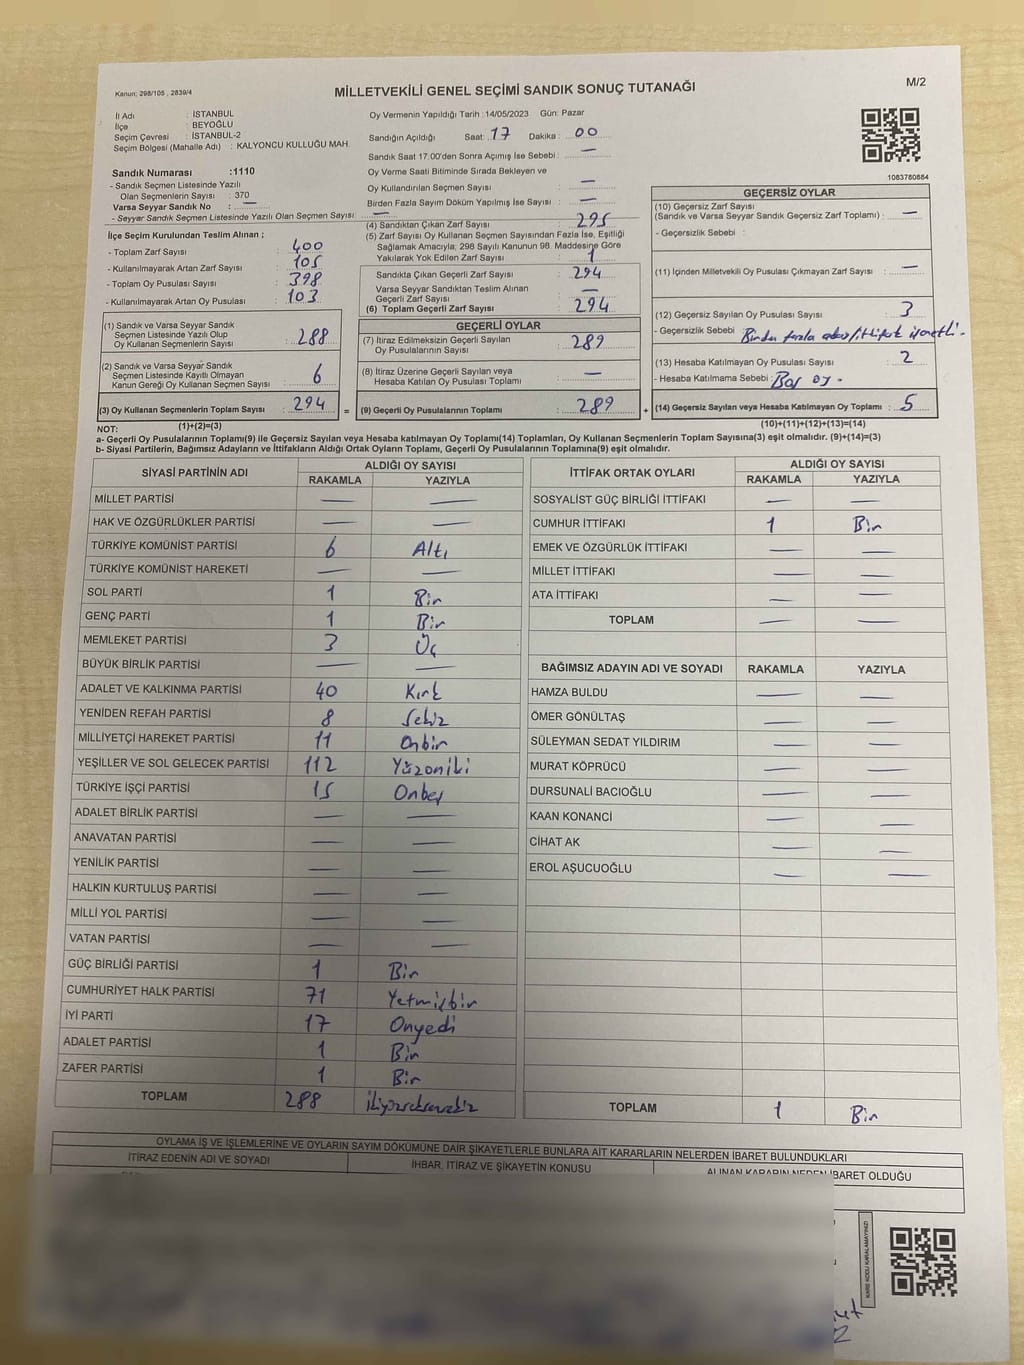 Kanun; 298/105 , 2839/4
MİLLETVEKİLİ GENEL SEÇİMİ SANDIK SONUÇ TUTANAĞI
M/2
İl Adı : İSTANBUL
İlçe : BEYOĞLU
Seçim Çevresi : İSTANBUL-2
Seçim Bölgesi (Mahalle Adı) : KALYONCU KULLUĞU MAH.
Sandık Numarası :1110
- Sandık Seçmen Listesinde Yazılı
Olan Seçmenlerin Sayısı : 370
Varsa Seyyar Sandık No : —
- Seyyar Sandık Seçmen Listesinde Yazılı Olan Seçmen Sayısı : —
Oy Vermenin Yapıldığı Tarih :14/05/2023 Gün: Pazar
Sandığın Açıldığı Saat: 17 Dakika : 00
Sandık Saat 17:00'den Sonra Açımış İse Sebebi : —
Oy Verme Saati Bitiminde Sırada Bekleyen ve
Oy Kullandırılan Seçmen Sayısı : —
Birden Fazla Sayım Döküm Yapılmış İse Sayısı : —
1083780884
İlçe Seçim Kurulundan Teslim Alınan ;
- Toplam Zarf Sayısı : 400
- Kullanılmayarak Artan Zarf Sayısı : 105
- Toplam Oy Pusulası : 398
- Kullanılmayarak Artan Oy Pusulası : 103
(4) Sandıktan Çıkan Zarf Sayısı : 295
(5) Zarf Sayısı Oy Kullanan Seçmen Sayısından Fazla İse, Eşitliği
Sağlamak Amacıyla; 298 Sayılı Kanunun 98. Maddesine Göre
Yakılarak Yok Edilen Zarf Sayısı : 1
Sandıkta Çıkan Geçerli Zarf Sayısı : 294
Varsa Seyyar Sandıktan Teslim Alınan
Geçerli Zarf Sayısı : —
(6) Toplam Geçerli Zarf Sayısı : 294
GEÇERSİZ OYLAR
(10) Geçersiz Zarf Sayısı
(Sandık ve Varsa Seyyar Sandık Geçersiz Zarf Toplamı) : —
- Geçersizlik Sebebi :
(11) İçinden Milletvekili Oy Pusulası Çıkmayan Zarf Sayısı : —
(12) Geçersiz Sayılan Oy Pusulası Sayısı : 3
- Geçersizlik Sebebi : Birden fazla işaretli.
(13) Hesaba Katılmayan Oy Pusulası Sayısı : 2
- Hesaba Katılmama Sebebi : Boş oy.
(14) Geçersiz Sayılan veya Hesaba Katılmayan Oy Toplamı : 5
(10)+(11)+(12)+(13)=(14)
(1) Sandık ve Varsa Seyyar Sandık
Seçmen Listesinde Yazılı Olup
Oy Kullanan Seçmenlerin Sayısı : 288
(2) Sandık ve Varsa Seyyar Sandık
Seçmen Listesinde Kayıtlı Olmayan
Kanun Gereği Oy Kullanan Seçmen Sayısı : 6
(3) Oy Kullanan Seçmenlerin Toplam Sayısı : 294 =
(1)+(2)=(3)
GEÇERLİ OYLAR
(7) İtiraz Edilmeksizin Geçerli Sayılan
Oy Pusulalarının Sayısı : 289
(8) İtiraz Üzerine Geçerli Sayılan veya
Hesaba Katılan Oy Pusulası Toplamı : —
(9) Geçerli Oy Pusulalarının Toplamı : 289 +
NOT:
a- Geçerli Oy Pusulalarının Toplamı(9) ile Geçersiz Sayılan veya Hesaba katılmayan Oy Toplamı(14) Toplamları, Oy Kullanan Seçmenlerin Toplam Sayısına(3) eşit olmalıdır. (9)+(14)=(3)
b- Siyasi Partilerin, Bağımsız Adayların ve İttifakların Aldığı Ortak Oyların Toplamı, Geçerli Oy Pusulalarının Toplamına(9) eşit olmalıdır.
SİYASİ PARTİNİN ADI ALDIĞI OY SAYISI
RAKAMLA YAZIYLA
MİLLET PARTİSİ — —
HAK VE ÖZGÜRLÜKLER PARTİSİ — —
TÜRKİYE KOMÜNİST PARTİSİ 6 Altı
TÜRKİYE KOMÜNİST HAREKETİ — —
SOL PARTİ 1 Bir
GENÇ PARTİ 1 Bir
MEMLEKET PARTİSİ 3 Üç
BÜYÜK BİRLİK PARTİSİ — —
ADALET VE KALKINMA PARTİSİ 40 Kırk
YENİDEN REFAH PARTİSİ 8 Sekiz
MİLLİYETÇİ HAREKET PARTİSİ 11 Onbir
YEŞİLLER VE SOL GELECEK PARTİSİ 112 Yüzoniki
TÜRKİYE İŞÇİ PARTİSİ 15 Onbeş
ADALET BİRLİK PARTİSİ — —
ANAVATAN PARTİSİ — —
YENİLİK PARTİSİ — —
HALKIN KURTULUŞ PARTİSİ — —
MİLLİ YOL PARTİSİ — —
VATAN PARTİSİ — —
GÜÇ BİRLİĞİ PARTİSİ 1 Bir
CUMHURİYET HALK PARTİSİ 71 Yetmişbir
İYİ PARTİ 17 Onyedi
ADALET PARTİSİ 1 Bir
ZAFER PARTİSİ 1 Bir
TOPLAM 288 ikiyüzseksensekiz
İTTİFAK ORTAK OYLARI ALDIĞI OY SAYISI
RAKAMLA YAZIYLA
SOSYALİST GÜÇ BİRLİĞİ İTTİFAKI — —
CUMHUR İTTİFAKI 1 Bir
EMEK VE ÖZGÜRLÜK İTTİFAKI — —
MİLLET İTTİFAKI — —
ATA İTTİFAKI — —
TOPLAM — —
BAĞIMSIZ ADAYIN ADI VE SOYADI RAKAMLA YAZIYLA
HAMZA BULDU — —
ÖMER GÖNÜLTAŞ — —
SÜLEYMAN SEDAT YILDIRIM — —
MURAT KÖPRÜCÜ — —
DURSUNALİ BACIOĞLU — —
KAAN KONANCİ — —
CİHAT AK — —
EROL AŞUCUOĞLU — —
TOPLAM 1 Bir
OYLAMA İŞ VE İŞLEMLERİNE VE OYLARIN SAYIM DÖKÜMÜNE DAİR ŞİKAYETLERLE BUNLARA AİT KARARLARIN NELERDEN İBARET BULUNDUKLARI
İTİRAZ EDENİN ADI VE SOYADI İHBAR, İTİRAZ VE ŞİKAYETİN KONUSU ALINAN KARARIN NEDEN İBARET OLDUĞU
KARE KODU KARALAMAYINIZ!